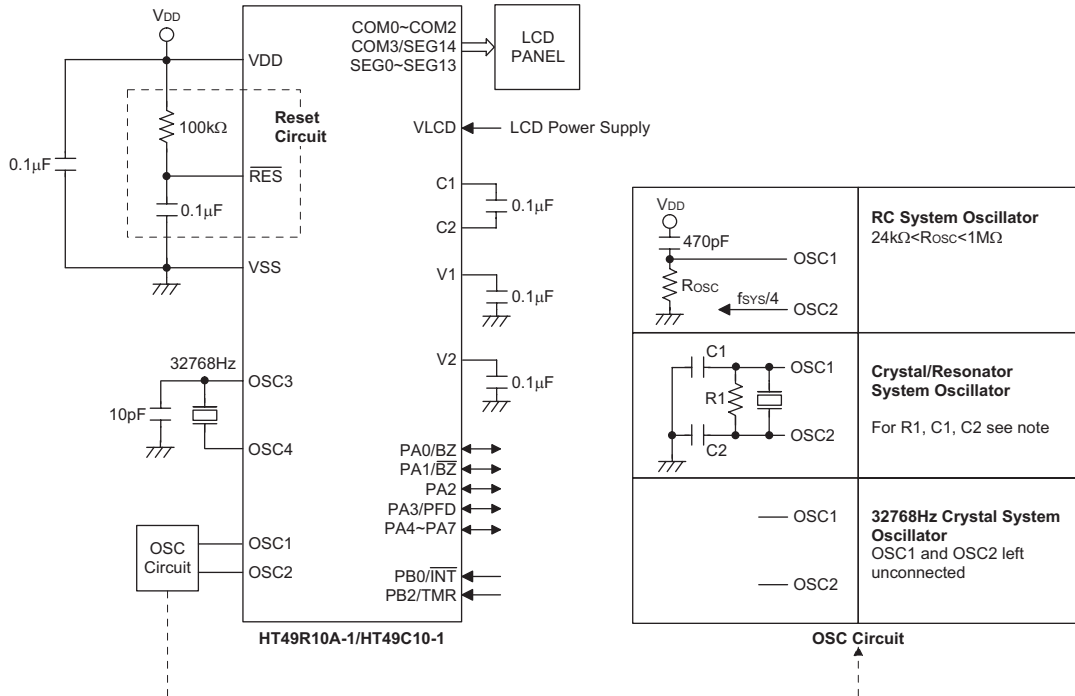 VDD
VDD
100kΩ
Reset
Circuit
0.1μF
RES
0.1μF
VSS
32768Hz
OSC3
10pF
OSC4
OSC
Circuit
OSC1
OSC2
COM0~COM2
COM3/SEG14
SEG0~SEG13
LCD
PANEL
VLCD
LCD Power Supply
C1
0.1μF
C2
V1
0.1μF
V2
0.1μF
PA0/BZ
PA1/BZ
PA2
PA3/PFD
PA4~PA7
PB0/INT
PB2/TMR
HT49R10A-1/HT49C10-1
VDD
470pF
OSC1
ROSC
fSYS/4
OSC2
RC System Oscillator
24kΩ<ROSC<1MΩ
C1
OSC1
R1
OSC2
C2
Crystal/Resonator
System Oscillator
For R1, C1, C2 see note
OSC1
OSC2
32768Hz Crystal System
Oscillator
OSC1 and OSC2 left
unconnected
OSC Circuit